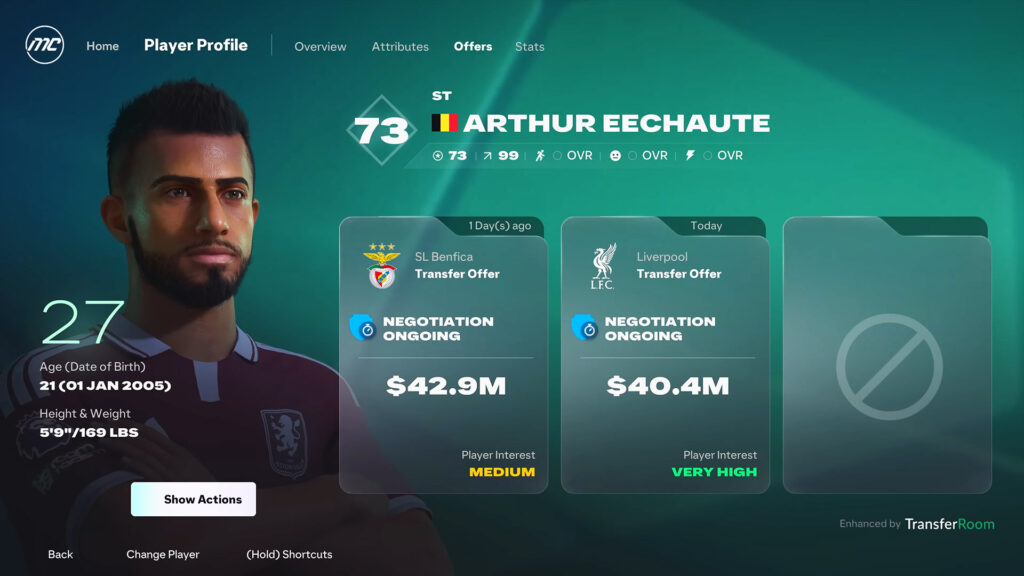 MC
Home
Player Profile
Overview
Attributes
Offers
Stats
ST
73
ARTHUR EECHAUTE
73
99
OVR
OVR
OVR
27
Age (Date of Birth)
21 (01 JAN 2005)
Height & Weight
5'9"/169 LBS
1 Day(s) ago
SL Benfica
Transfer Offer
NEGOTIATION
ONGOING
$42.9M
Player Interest
MEDIUM
Today
L.F.C.
Liverpool
Transfer Offer
NEGOTIATION
ONGOING
$40.4M
Player Interest
VERY HIGH
Show Actions
Enhanced by TransferRoom
Back
Change Player
(Hold) Shortcuts